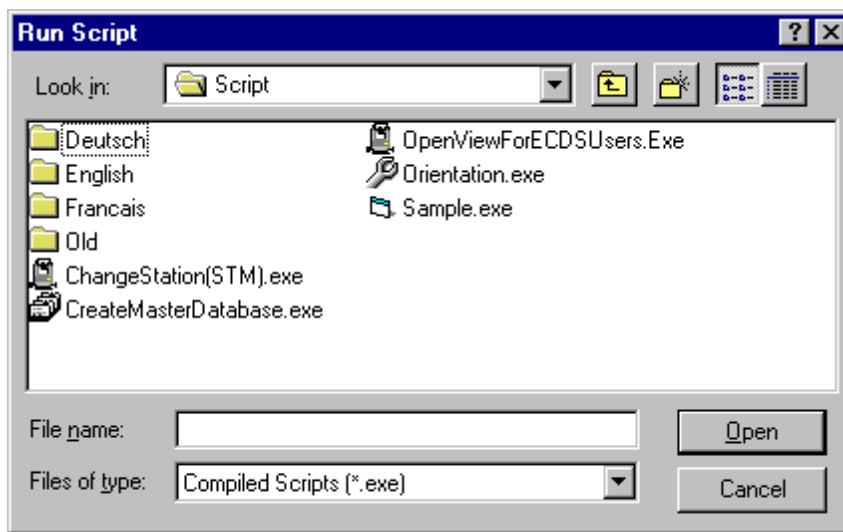 Run Script
Look in: Script
Deutsch
English
Francais
Old
ChangeStation(STM).exe
CreateMasterDatabase.exe
OpenViewForECDSUsers.Exe
Orientation.exe
Sample.exe
File name:
Open
Files of type: Compiled Scripts (*.exe)
Cancel